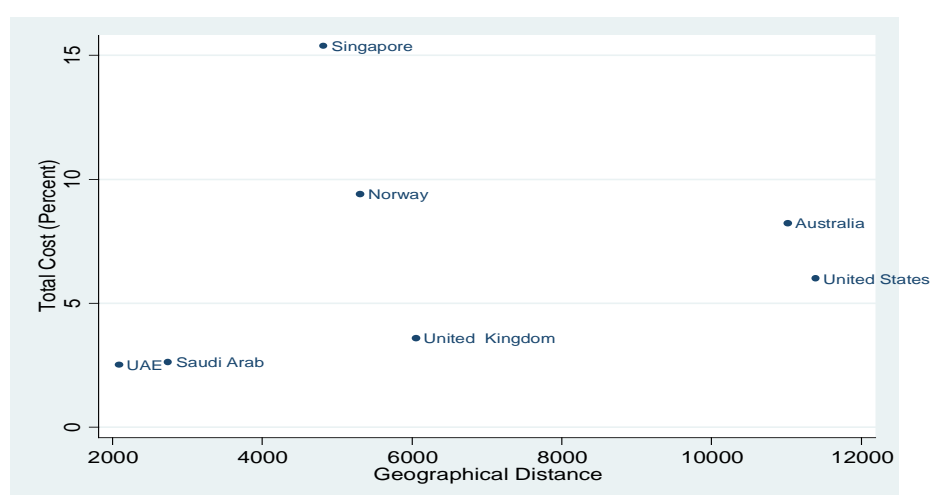 15
Singapore
10
Norway
Australia
United States
5
United  Kingdom
UAE
Saudi Arab
0
Total Cost (Percent)
2000 4000 6000 8000 10000 12000
Geographical Distance